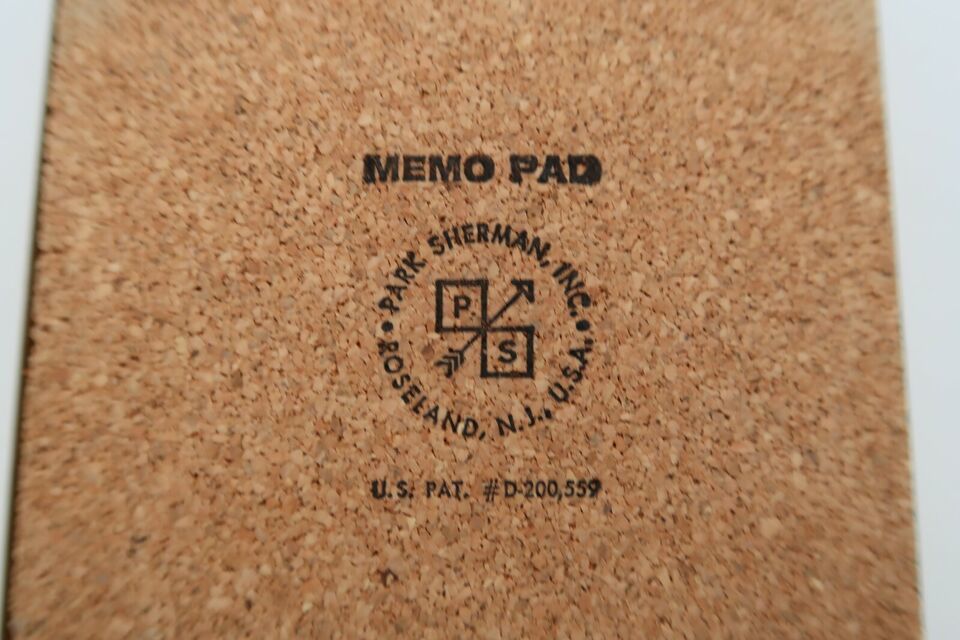 MEMO PAD
• PARK SHERMAN, INC. •
ROSELAND, N.J., U.S.A.
P
S
U.S. PAT. #D-200,559